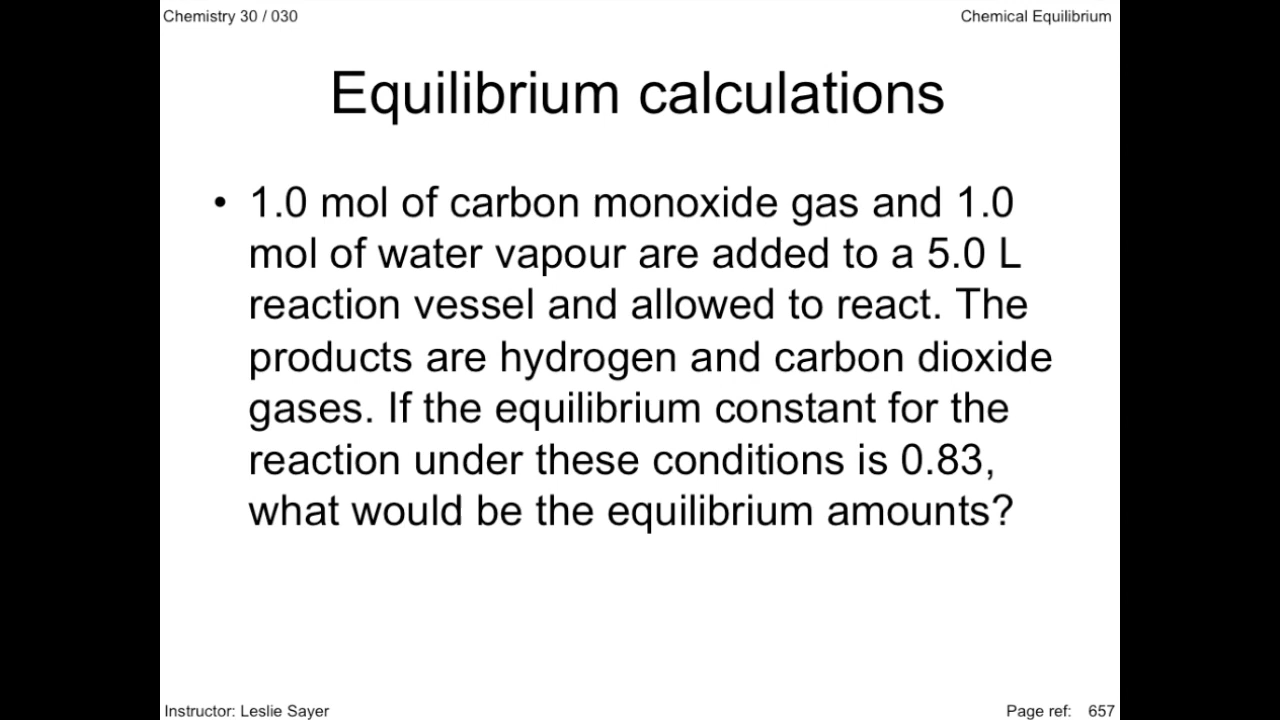 Chemistry 30 / 030
Chemical Equilibrium
Equilibrium calculations
• 1.0 mol of carbon monoxide gas and 1.0
mol of water vapour are added to a 5.0 L
reaction vessel and allowed to react. The
products are hydrogen and carbon dioxide
gases. If the equilibrium constant for the
reaction under these conditions is 0.83,
what would be the equilibrium amounts?
Instructor: Leslie Sayer
Page ref: 657